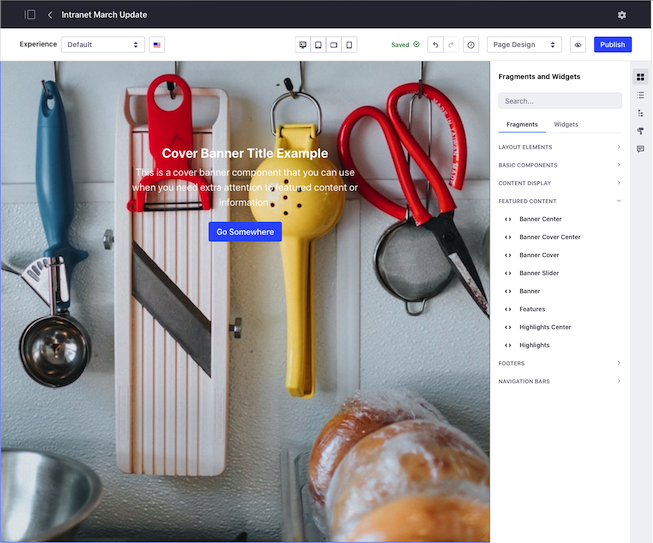 Intranet March Update
Experience
Default
Saved
Page Design
Publish
Cover Banner Title Example
This is a cover banner component that you can use
when you need extra attention to featured content or
information.
Go Somewhere
Fragments and Widgets
Search...
Fragments
Widgets
LAYOUT ELEMENTS
BASIC COMPONENTS
CONTENT DISPLAY
FEATURED CONTENT
Banner Center
Banner Cover Center
Banner Cover
Banner Slider
Banner
Features
Highlights Center
Highlights
FOOTERS
NAVIGATION BARS